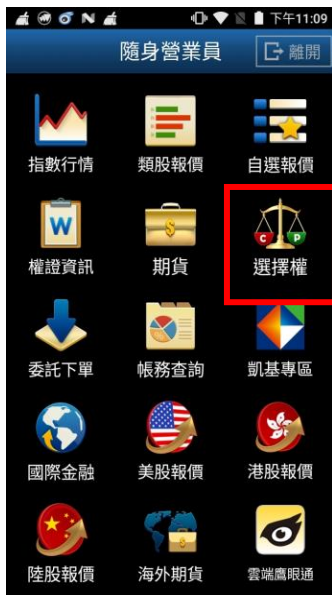 下午11:09
隨身營業員
離開
指數行情
類股報價
自選報價
W
$
C P
權證資訊
期貨
選擇權
委託下單
帳務查詢
凱基專區
國際金融
美股報價
港股報價
陸股報價
海外期貨
雲端鷹眼通